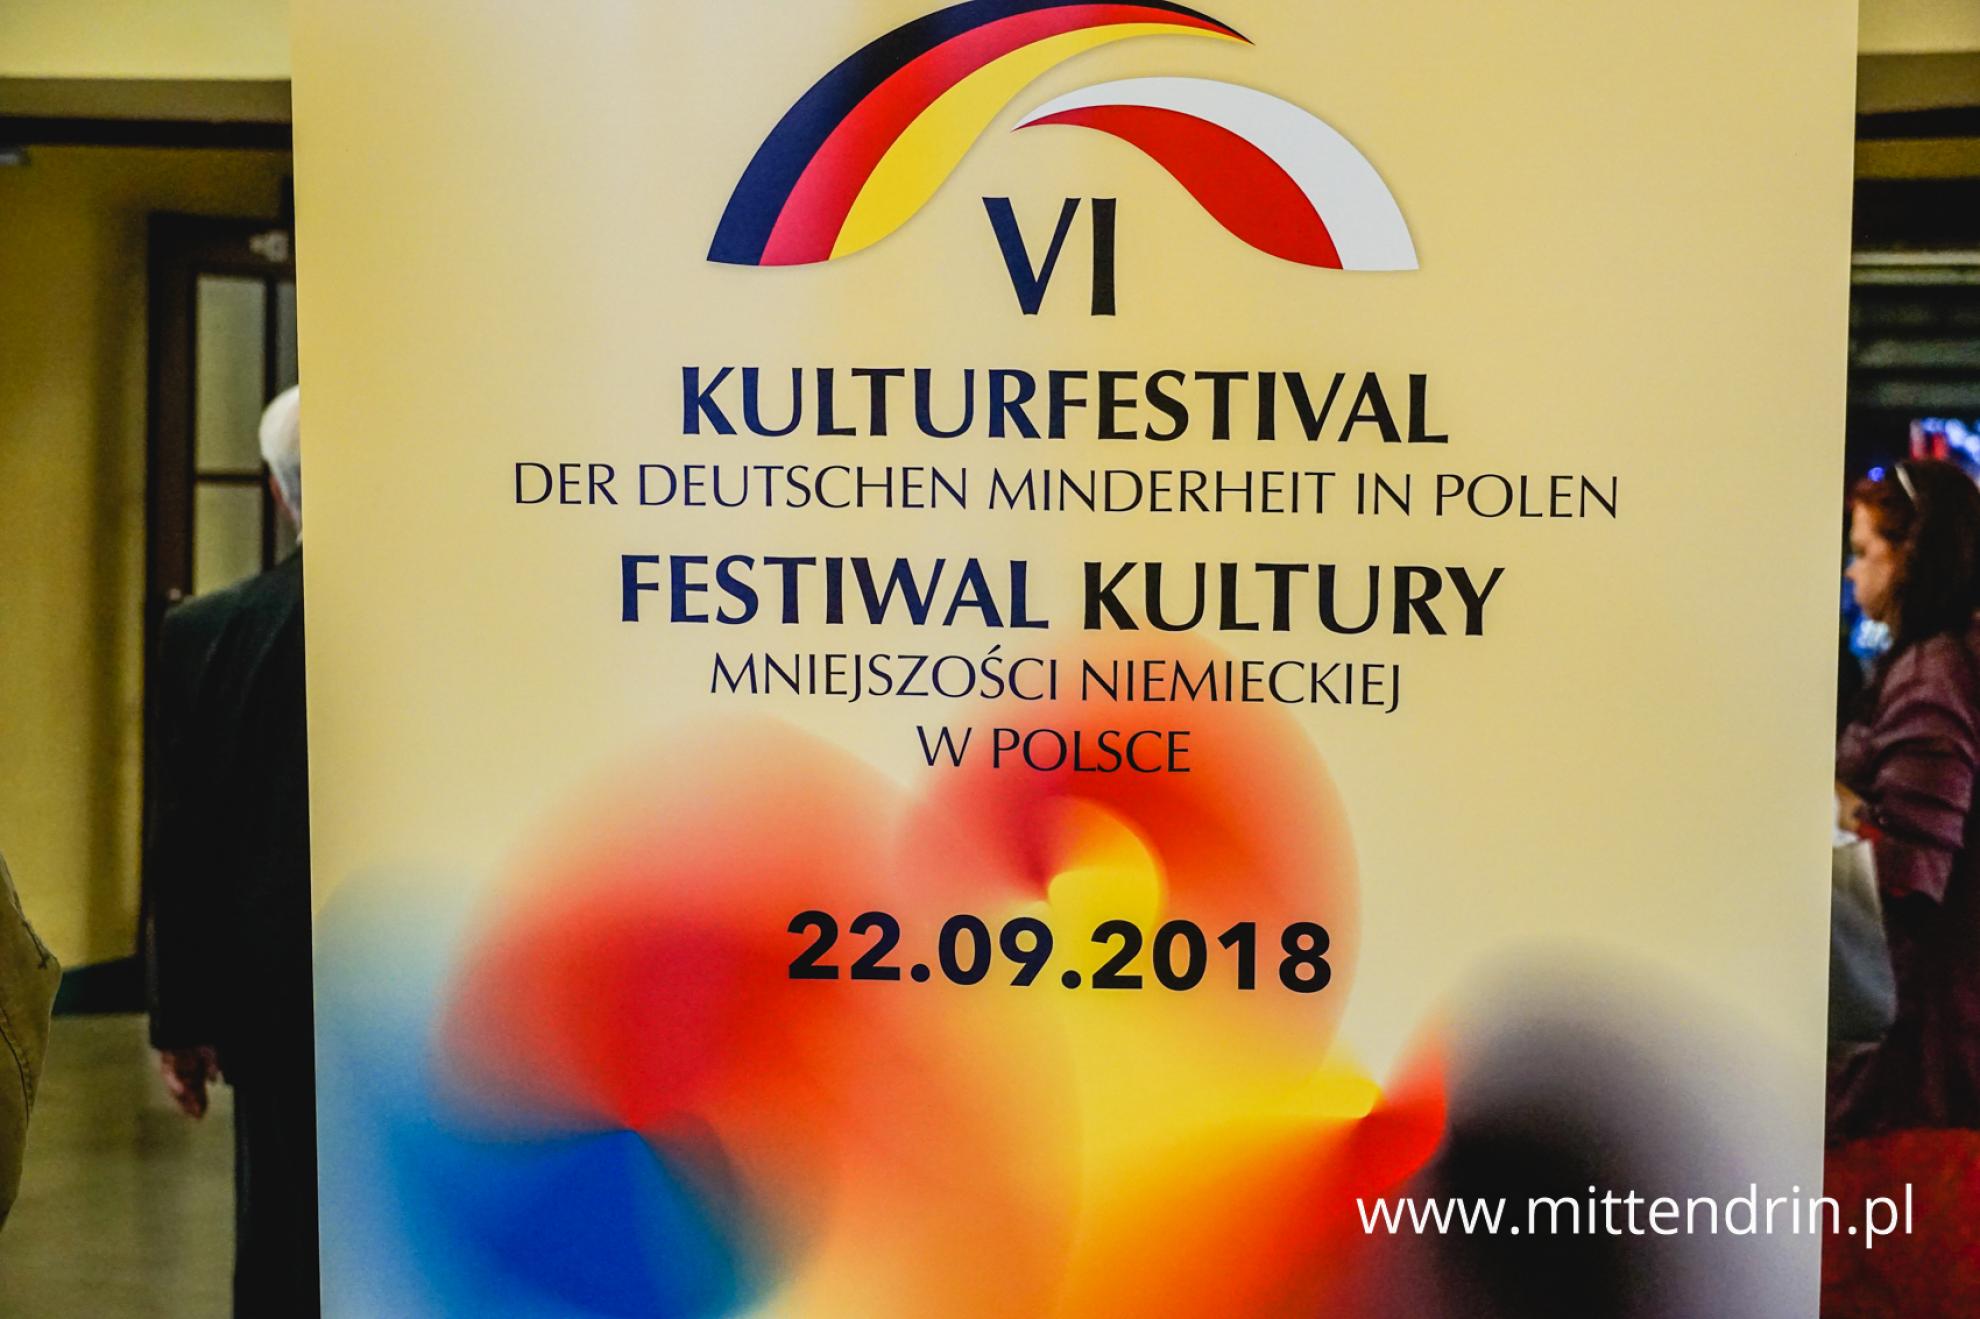 VI
KULTURFESTIVAL
DER DEUTSCHEN MINDERHEIT IN POLEN
FESTIWAL KULTURY
MNIEJSZOŚCI NIEMIECKIEJ
W POLSCE
22.09.2018
www.mittendrin.pl